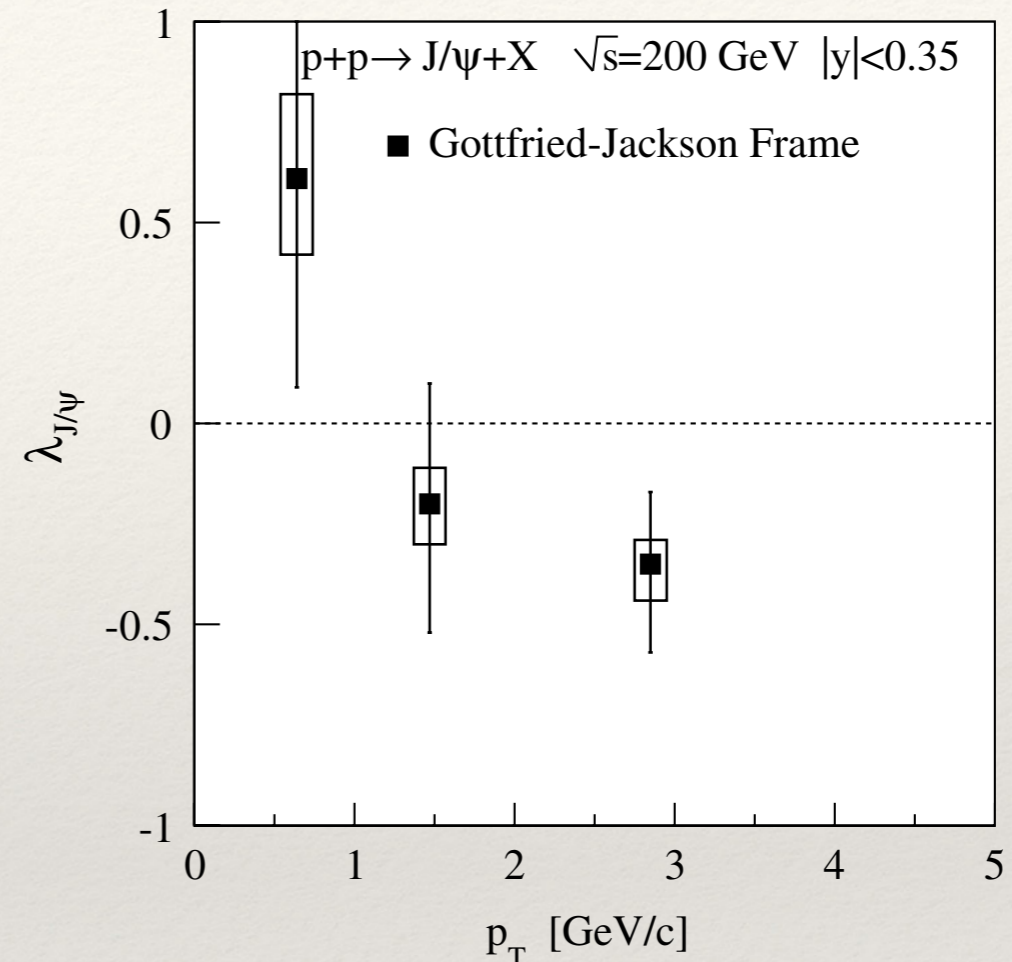 p+p→ J/ψ+X √s=200 GeV |y|<0.35
■ Gottfried-Jackson Frame
1
0.5
0
-0.5
-1
λJ/ψ
0 1 2 3 4 5
pT [GeV/c]